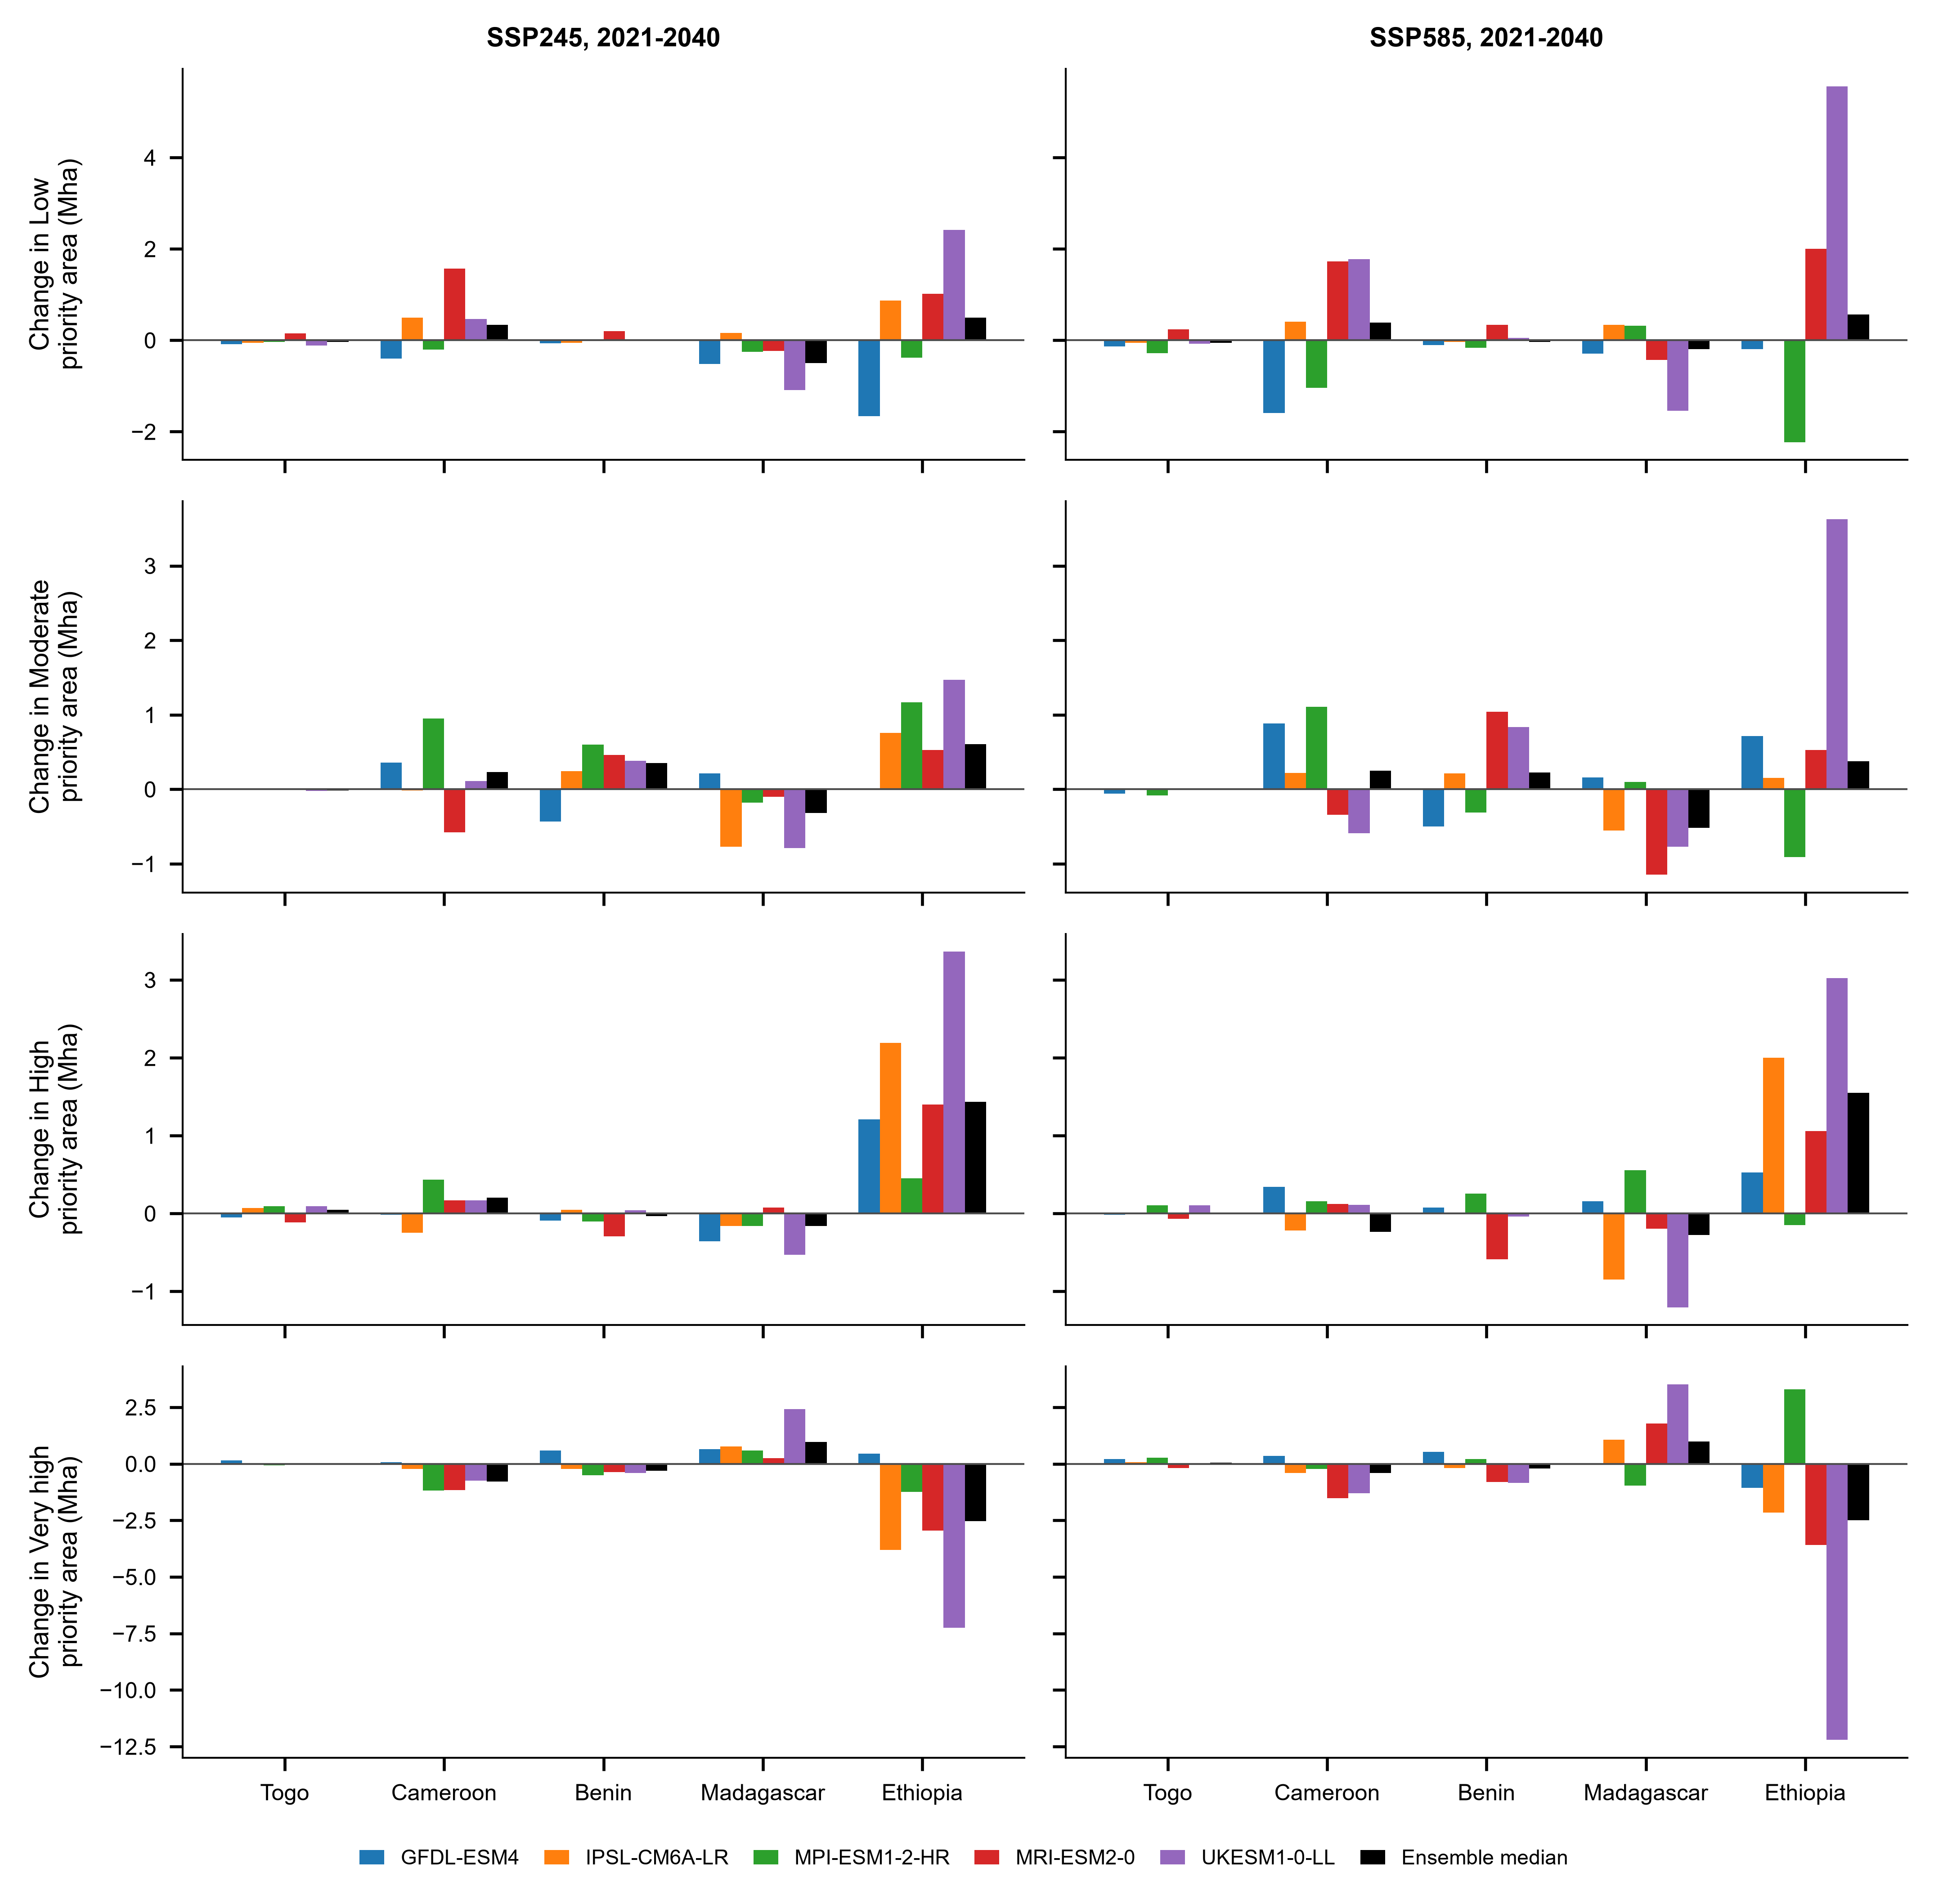 SSP245, 2021-2040
SSP585, 2021-2040
Change in Low
priority area (Mha)
4
2
0
−2
Change in Moderate
priority area (Mha)
3
2
1
0
−1
Change in High
priority area (Mha)
3
2
1
0
−1
Change in Very high
priority area (Mha)
2.5
0.0
−2.5
−5.0
−7.5
−10.0
−12.5
Togo Cameroon Benin Madagascar Ethiopia
Togo Cameroon Benin Madagascar Ethiopia
GFDL-ESM4 IPSL-CM6A-LR MPI-ESM1-2-HR MRI-ESM2-0 UKESM1-0-LL Ensemble median